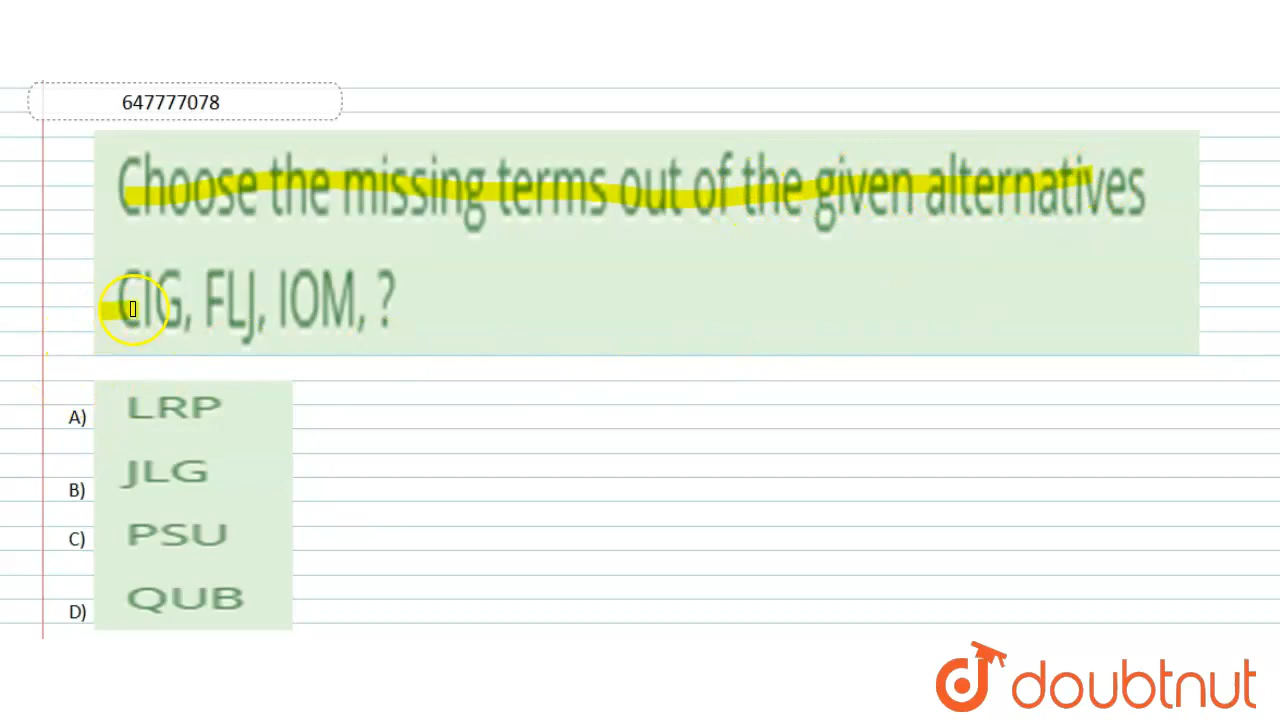 647777078
Choose the missing terms out of the given alternatives
CIG, FLJ, IOM, ?
A) LRP
B) JLG
C) PSU
D) QUB
doubtnut